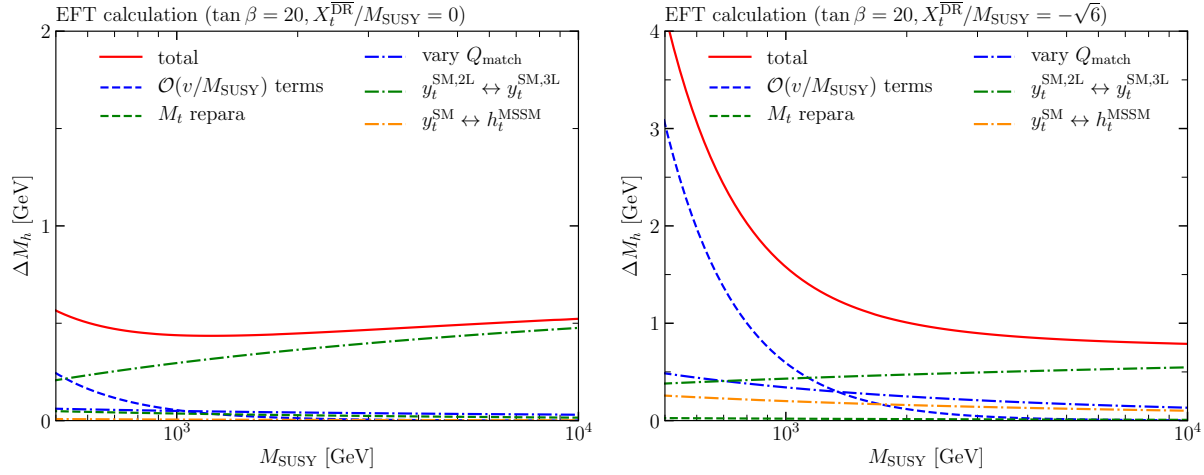 EFT calculation (tan β = 20, X_t^{\overline{DR}}/M_SUSY = 0)
total
O(v/M_SUSY) terms
M_t repara
vary Q_match
y_t^{SM,2L} ↔ y_t^{SM,3L}
y_t^{SM} ↔ h_t^{MSSM}
2
1
0
ΔM_h [GeV]
10^3
10^4
M_SUSY [GeV]
EFT calculation (tan β = 20, X_t^{\overline{DR}}/M_SUSY = −√6)
total
O(v/M_SUSY) terms
M_t repara
vary Q_match
y_t^{SM,2L} ↔ y_t^{SM,3L}
y_t^{SM} ↔ h_t^{MSSM}
4
3
2
1
0
ΔM_h [GeV]
10^3
10^4
M_SUSY [GeV]